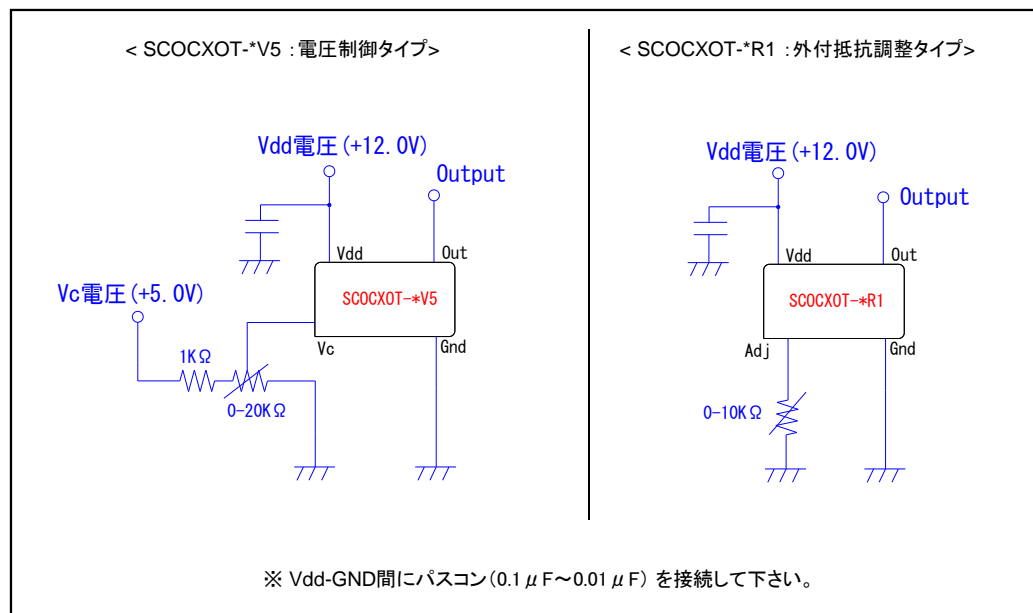 < SCOCXOT-*V5 : 電圧制御タイプ>
Vdd電圧(+12.0V)
Output
Vdd
Out
SCOCXOT-*V5
Vc電圧(+5.0V)
Vc
Gnd
1KΩ
0-20KΩ
< SCOCXOT-*R1 : 外付抵抗調整タイプ>
Vdd電圧(+12.0V)
Output
Vdd
Out
SCOCXOT-*R1
Adj
Gnd
0-10KΩ
※ Vdd-GND間にパスコン(0.1μF～0.01μF) を接続して下さい。